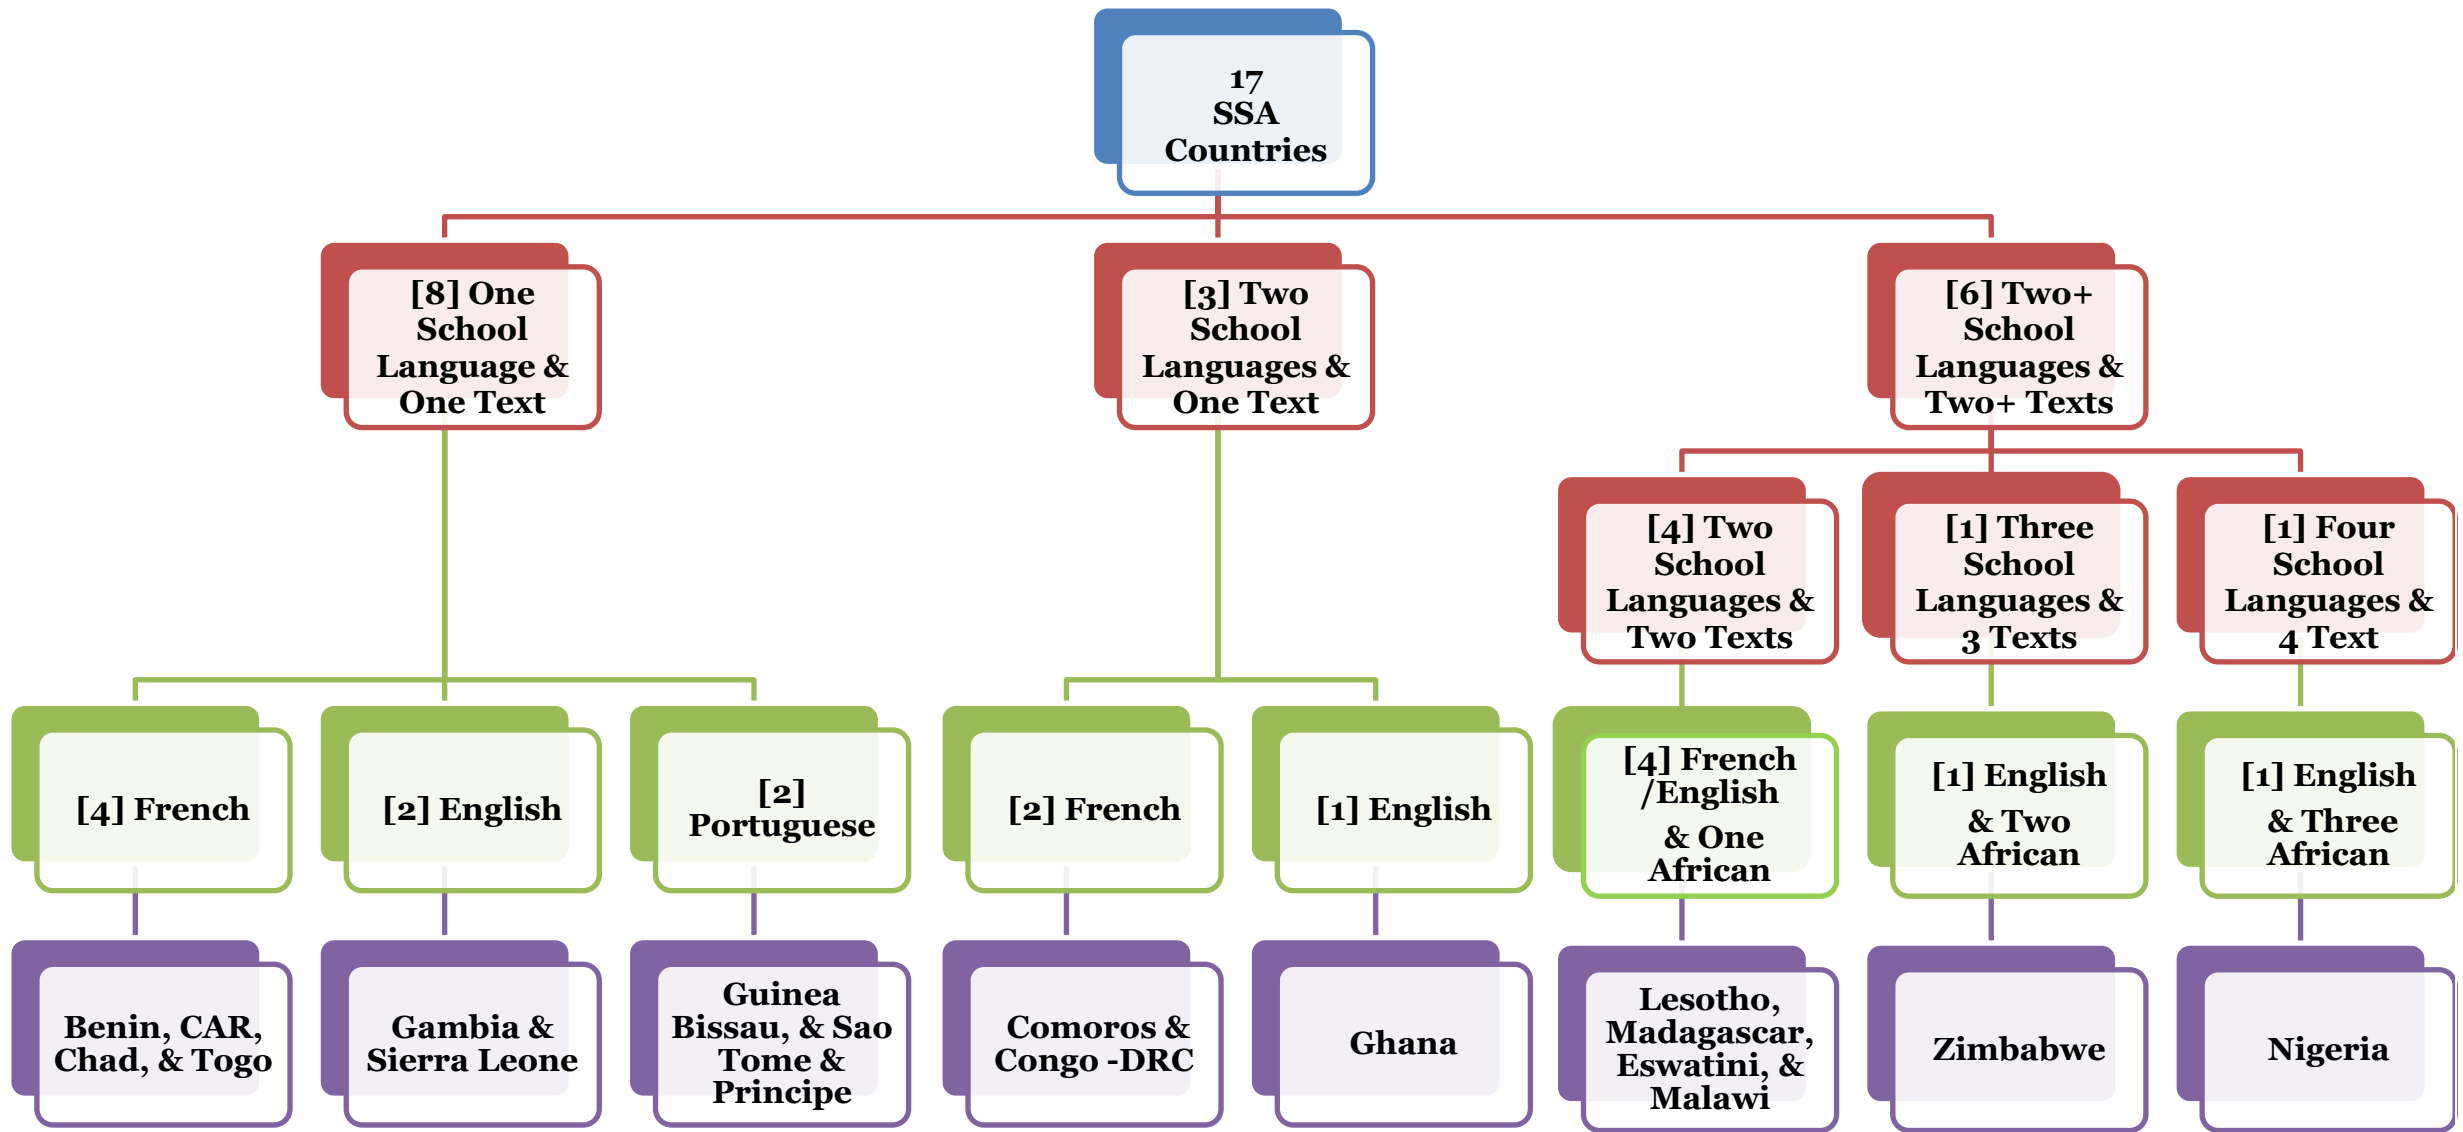 17
SSA
Countries
[8] One
School
Language &
One Text
[3] Two
School
Languages &
One Text
[6] Two+
School
Languages &
Two+ Texts
[4] Two
School
Languages &
Two Texts
[1] Three
School
Languages &
3 Texts
[1] Four
School
Languages &
4 Text
[4] French
[2] English
[2]
Portuguese
[2] French
[1] English
[4] French
/English
& One
African
[1] English
& Two
African
[1] English
& Three
African
Benin, CAR,
Chad, & Togo
Gambia &
Sierra Leone
Guinea
Bissau, & Sao
Tome &
Principe
Comoros &
Congo -DRC
Ghana
Lesotho,
Madagascar,
Eswatini, &
Malawi
Zimbabwe
Nigeria